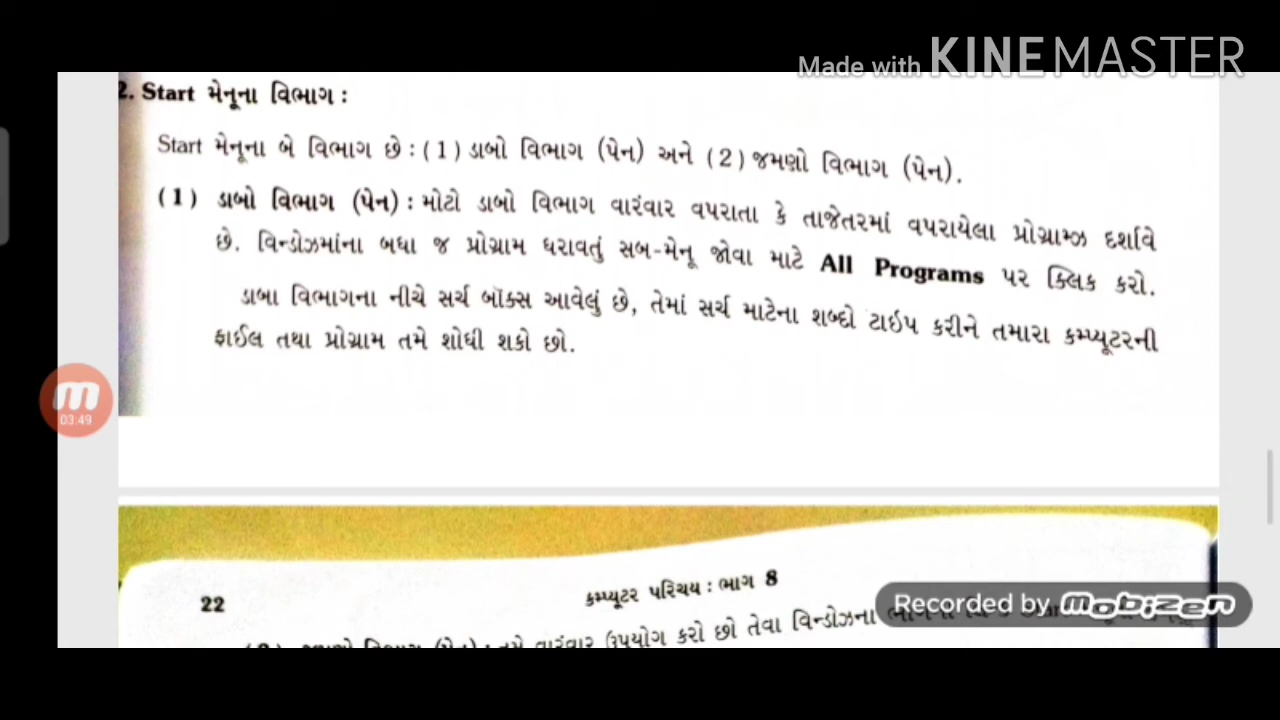 Made with KINEMASTER
2. Start મેનૂના વિભાગ :
Start મેનૂના બે વિભાગ છે : (1) ડાબો વિભાગ (પેન) અને (2) જમણો વિભાગ (પેન).
(1) ડાબો વિભાગ (પેન) : મોટો ડાબો વિભાગ વારંવાર વપરાતા કે તાજેતરમાં વપરાયેલા પ્રોગ્રામ્ઝ દર્શાવે
છે. વિન્ડોઝમાંના બધા જ પ્રોગ્રામ ધરાવતું સબ-મેનૂ જોવા માટે All Programs પર ક્લિક કરો.
ડાબા વિભાગના નીચે સર્ચ બૉક્સ આવેલું છે, તેમાં સર્ચ માટેના શબ્દો ટાઇપ કરીને તમારા કમ્પ્યૂટરની
ફાઈલ તથા પ્રોગ્રામ તમે શોધી શકો છો.
03:49
22 કમ્પ્યૂટર પરિચય : ભાગ 8
Recorded by mobizen
વિભાગ (પેન) : તમે વારંવાર ઉપયોગ કરો છો તેવા વિન્ડોઝના